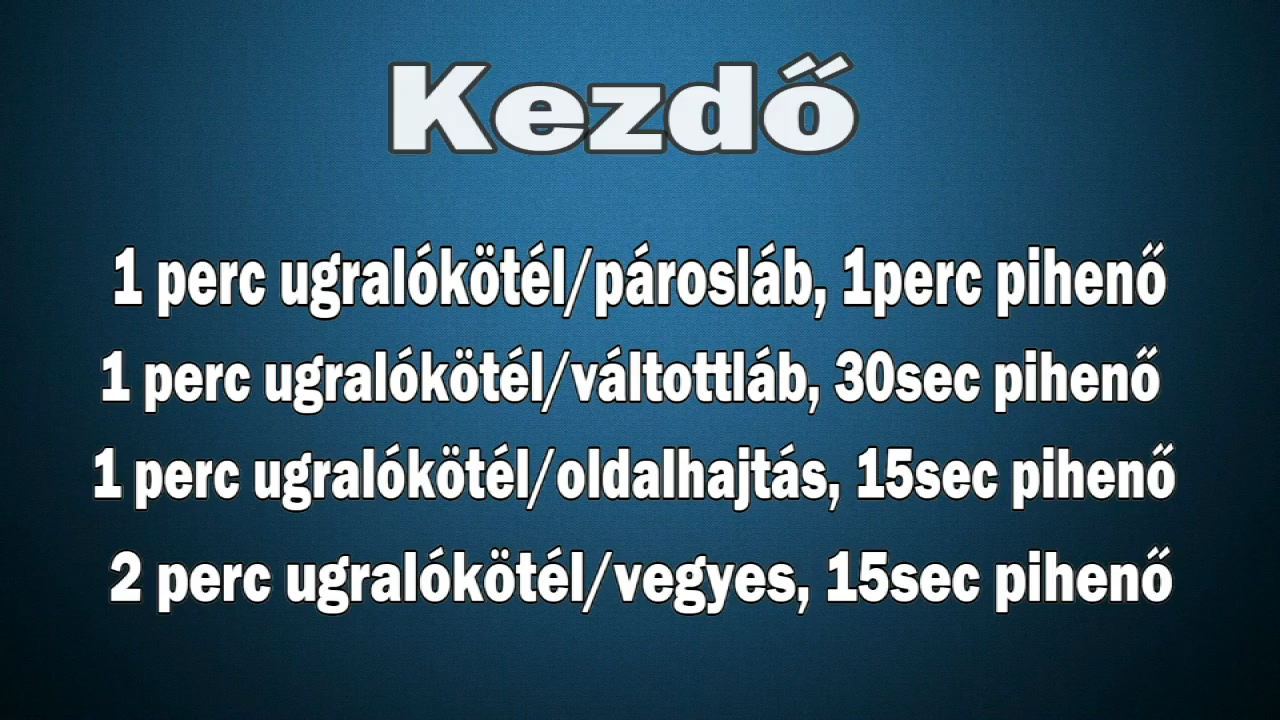 Kezdő
1 perc ugralókötél/párosláb, 1perc pihenő
1 perc ugralókötél/váltottláb, 30sec pihenő
1 perc ugralókötél/oldalhajtás, 15sec pihenő
2 perc ugralókötél/vegyes, 15sec pihenő